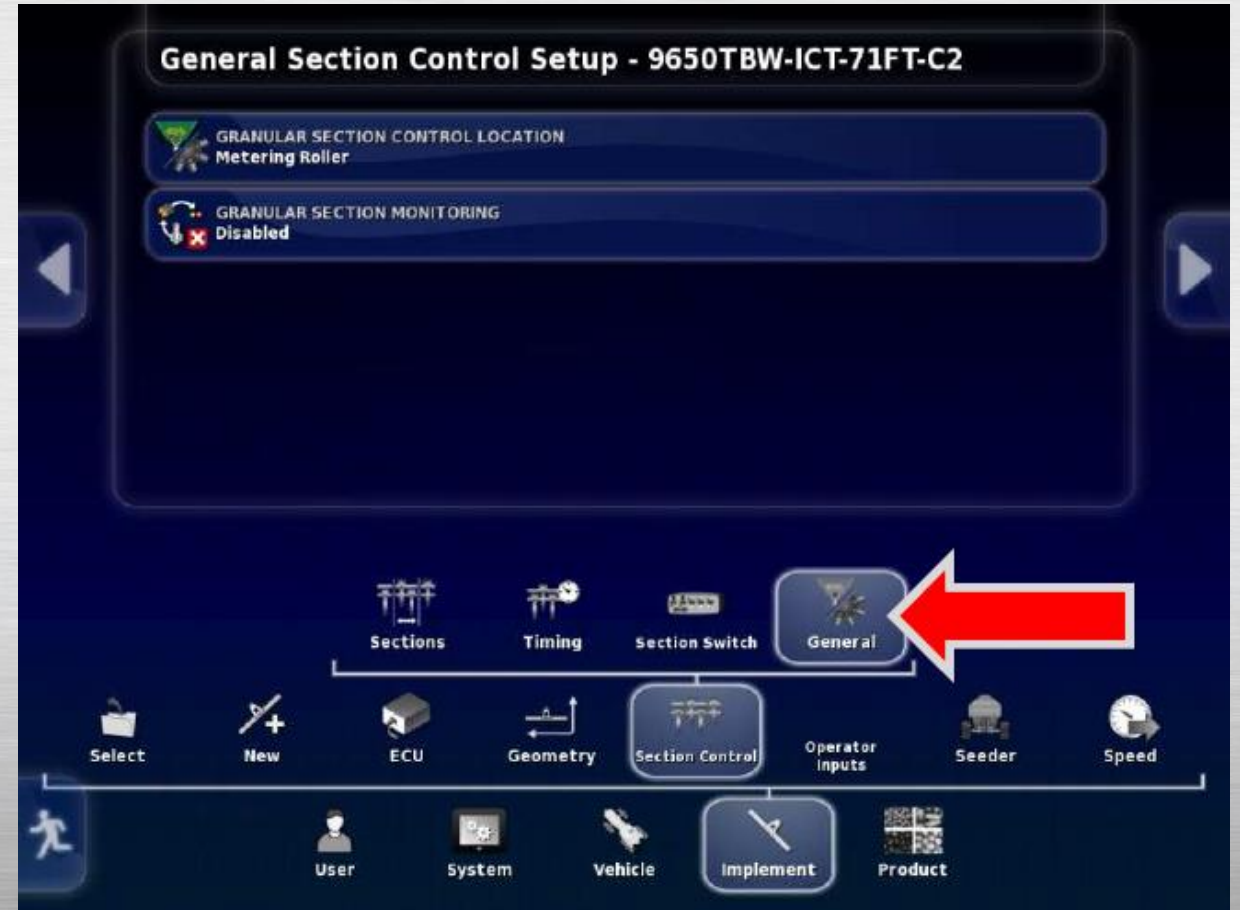 General Section Control Setup - 9650TBW-ICT-71FT-C2
GRANULAR SECTION CONTROL LOCATION
Metering Roller
GRANULAR SECTION MONITORING
Disabled
Sections
Timing
Section Switch
General
Select
New
ECU
Geometry
Section Control
Operator
Inputs
Seeder
Speed
User
System
Vehicle
Implement
Product